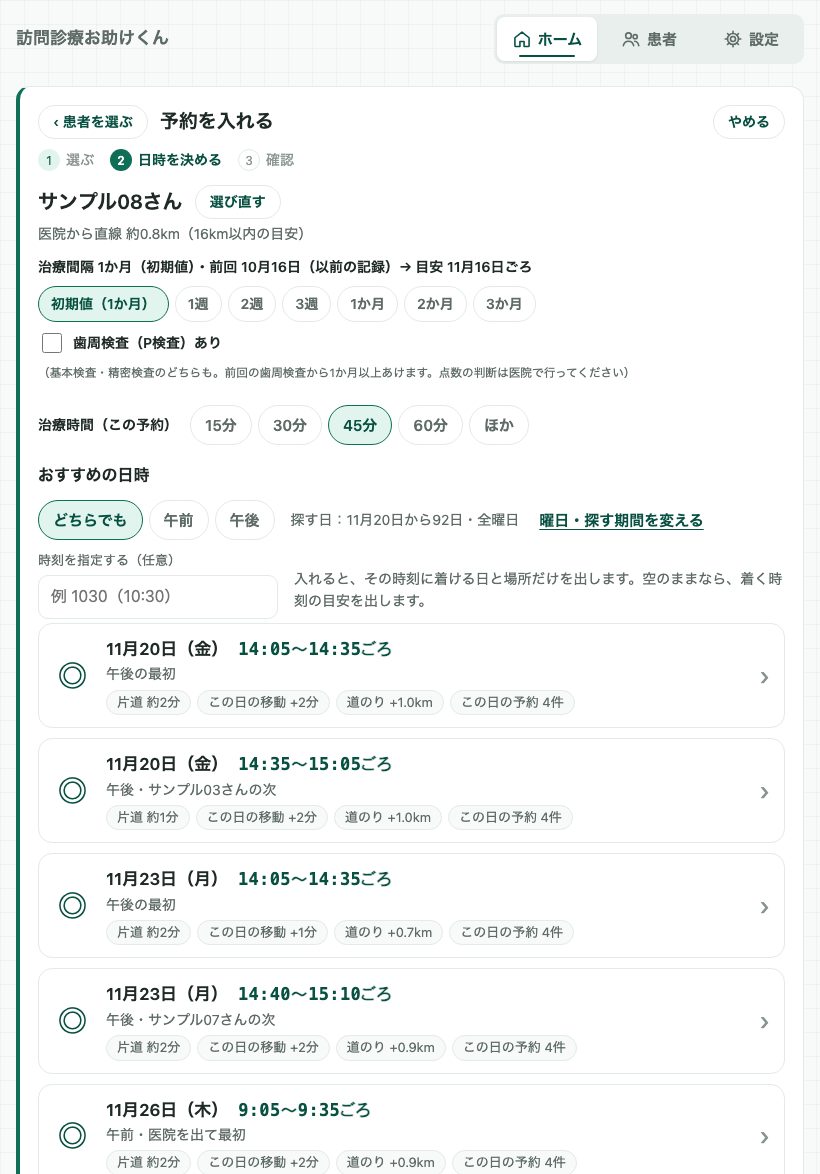 訪問診療お助けくん
ホーム 患者 設定
‹ 患者を選ぶ 予約を入れる やめる
1 選ぶ 2 日時を決める 3 確認
サンプル08さん 選び直す
医院から直線 約0.8km（16km以内の目安）
治療間隔 1か月（初期値）・前回 10月16日（以前の記録）→ 目安 11月16日ごろ
初期値（1か月） 1週 2週 3週 1か月 2か月 3か月
歯周検査（P検査）あり
（基本検査・精密検査のどちらも。前回の歯周検査から1か月以上あけます。点数の判断は医院で行ってください）
治療時間（この予約） 15分 30分 45分 60分 ほか
おすすめの日時
どちらでも 午前 午後 探す日：11月20日から92日・全曜日 曜日・探す期間を変える
時刻を指定する（任意）
例 1030（10:30）
入れると、その時刻に着ける日と場所だけを出します。空のままなら、着く時
刻の目安を出します。
11月20日（金） 14:05〜14:35ごろ
午後の最初
片道 約2分 この日の移動 +2分 道のり +1.0km この日の予約 4件
11月20日（金） 14:35〜15:05ごろ
午後・サンプル03さんの次
片道 約1分 この日の移動 +2分 道のり +1.0km この日の予約 4件
11月23日（月） 14:05〜14:35ごろ
午後の最初
片道 約2分 この日の移動 +1分 道のり +0.7km この日の予約 4件
11月23日（月） 14:40〜15:10ごろ
午後・サンプル07さんの次
片道 約2分 この日の移動 +2分 道のり +0.9km この日の予約 4件
11月26日（木） 9:05〜9:35ごろ
午前・医院を出て最初
片道 約2分 この日の移動 +2分 道のり +0.9km この日の予約 4件